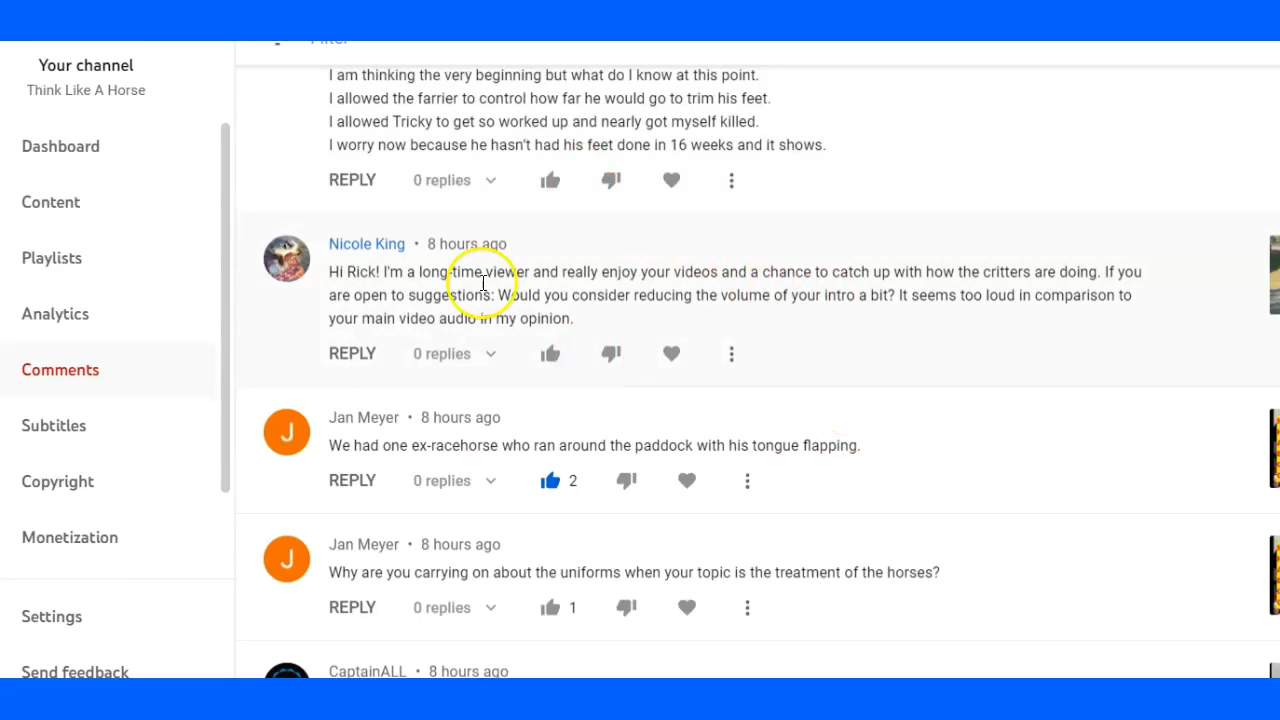 Your channel
Think Like A Horse
Dashboard
Content
Playlists
Analytics
Comments
Subtitles
Copyright
Monetization
Settings
Send feedback
Filter
I am thinking the very beginning but what do I know at this point.
I allowed the farrier to control how far he would go to trim his feet.
I allowed Tricky to get so worked up and nearly got myself killed.
I worry now because he hasn't had his feet done in 16 weeks and it shows.
REPLY 0 replies
Nicole King • 8 hours ago
Hi Rick! I'm a long-time viewer and really enjoy your videos and a chance to catch up with how the critters are doing. If you
are open to suggestions: Would you consider reducing the volume of your intro a bit? It seems too loud in comparison to
your main video audio in my opinion.
REPLY 0 replies
J
Jan Meyer • 8 hours ago
We had one ex-racehorse who ran around the paddock with his tongue flapping.
REPLY 0 replies 2
J
Jan Meyer • 8 hours ago
Why are you carrying on about the uniforms when your topic is the treatment of the horses?
REPLY 0 replies 1
CaptainALL • 8 hours ago